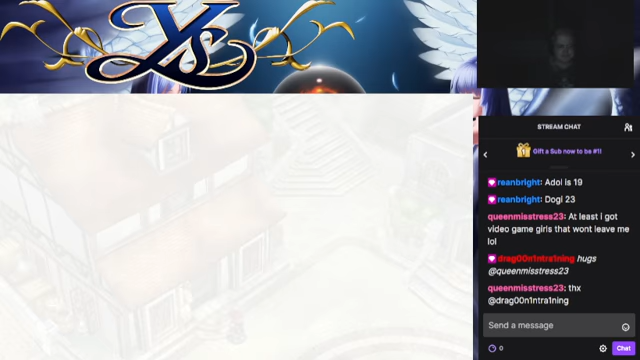 Ys
STREAM CHAT
1
Gift a Sub now to be #1!
reanbright: Adol is 19
reanbright: Dogi 23
queenmisstress23: At least i got
video game girls that wont leave me
lol
drag00n1ntra1ning hugs
@queenmisstress23
queenmisstress23: thx
@drag00n1ntra1ning
Send a message
0
Chat